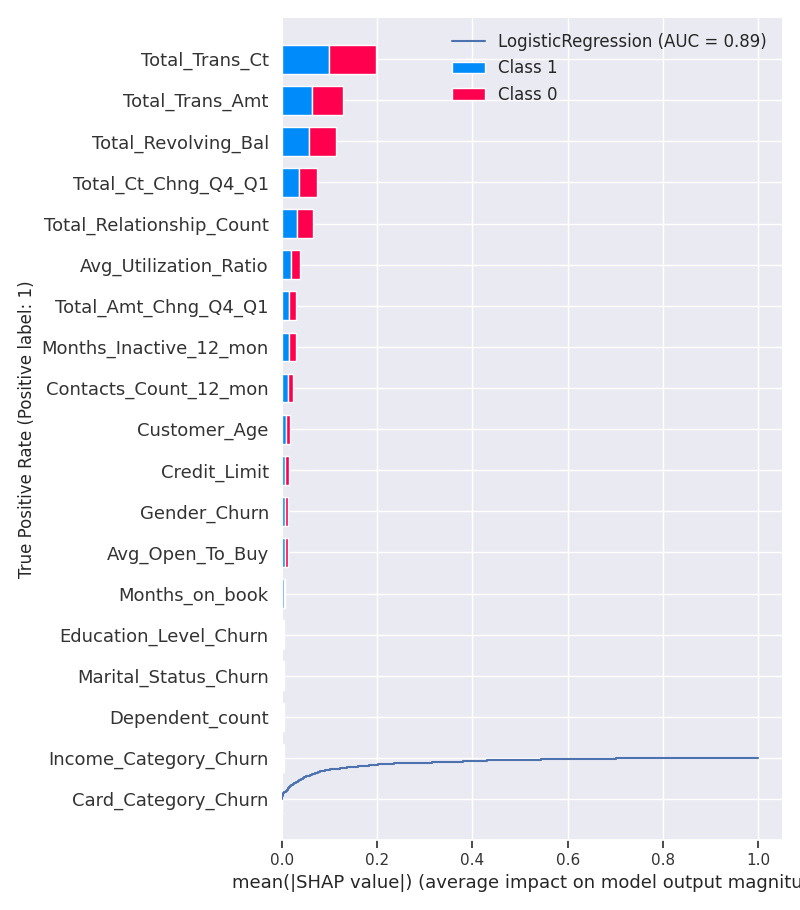 LogisticRegression (AUC = 0.89)
Class 1
Class 0
Total_Trans_Ct
Total_Trans_Amt
Total_Revolving_Bal
Total_Ct_Chng_Q4_Q1
Total_Relationship_Count
Avg_Utilization_Ratio
Total_Amt_Chng_Q4_Q1
Months_Inactive_12_mon
Contacts_Count_12_mon
Customer_Age
Credit_Limit
Gender_Churn
Avg_Open_To_Buy
Months_on_book
Education_Level_Churn
Marital_Status_Churn
Dependent_count
Income_Category_Churn
Card_Category_Churn
True Positive Rate (Positive label: 1)
0.0 0.2 0.4 0.6 0.8 1.0
mean(|SHAP value|) (average impact on model output magnitu